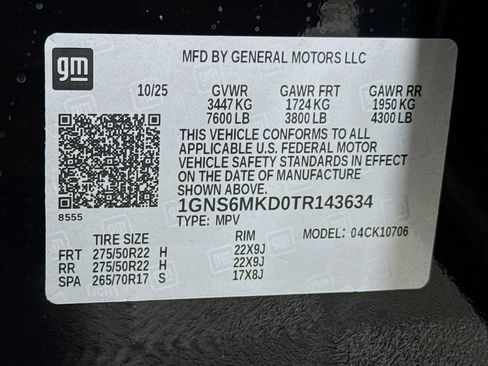 gm
MFD BY GENERAL MOTORS LLC
10/25 GVWR GAWR FRT GAWR RR
3447 KG 1724 KG 1950 KG
7600 LB 3800 LB 4300 LB
THIS VEHICLE CONFORMS TO ALL
APPLICABLE U.S. FEDERAL MOTOR
VEHICLE SAFETY STANDARDS IN EFFECT
ON THE DATE OF MANUFACTURE
SHOWN ABOVE.
8555
1GNS6MKD0TR143634
TYPE: MPV MODEL: 04CK10706
TIRE SIZE RIM
FRT 275/50R22 H 22X9J
RR 275/50R22 H 22X9J
SPA 265/70R17 S 17X8J